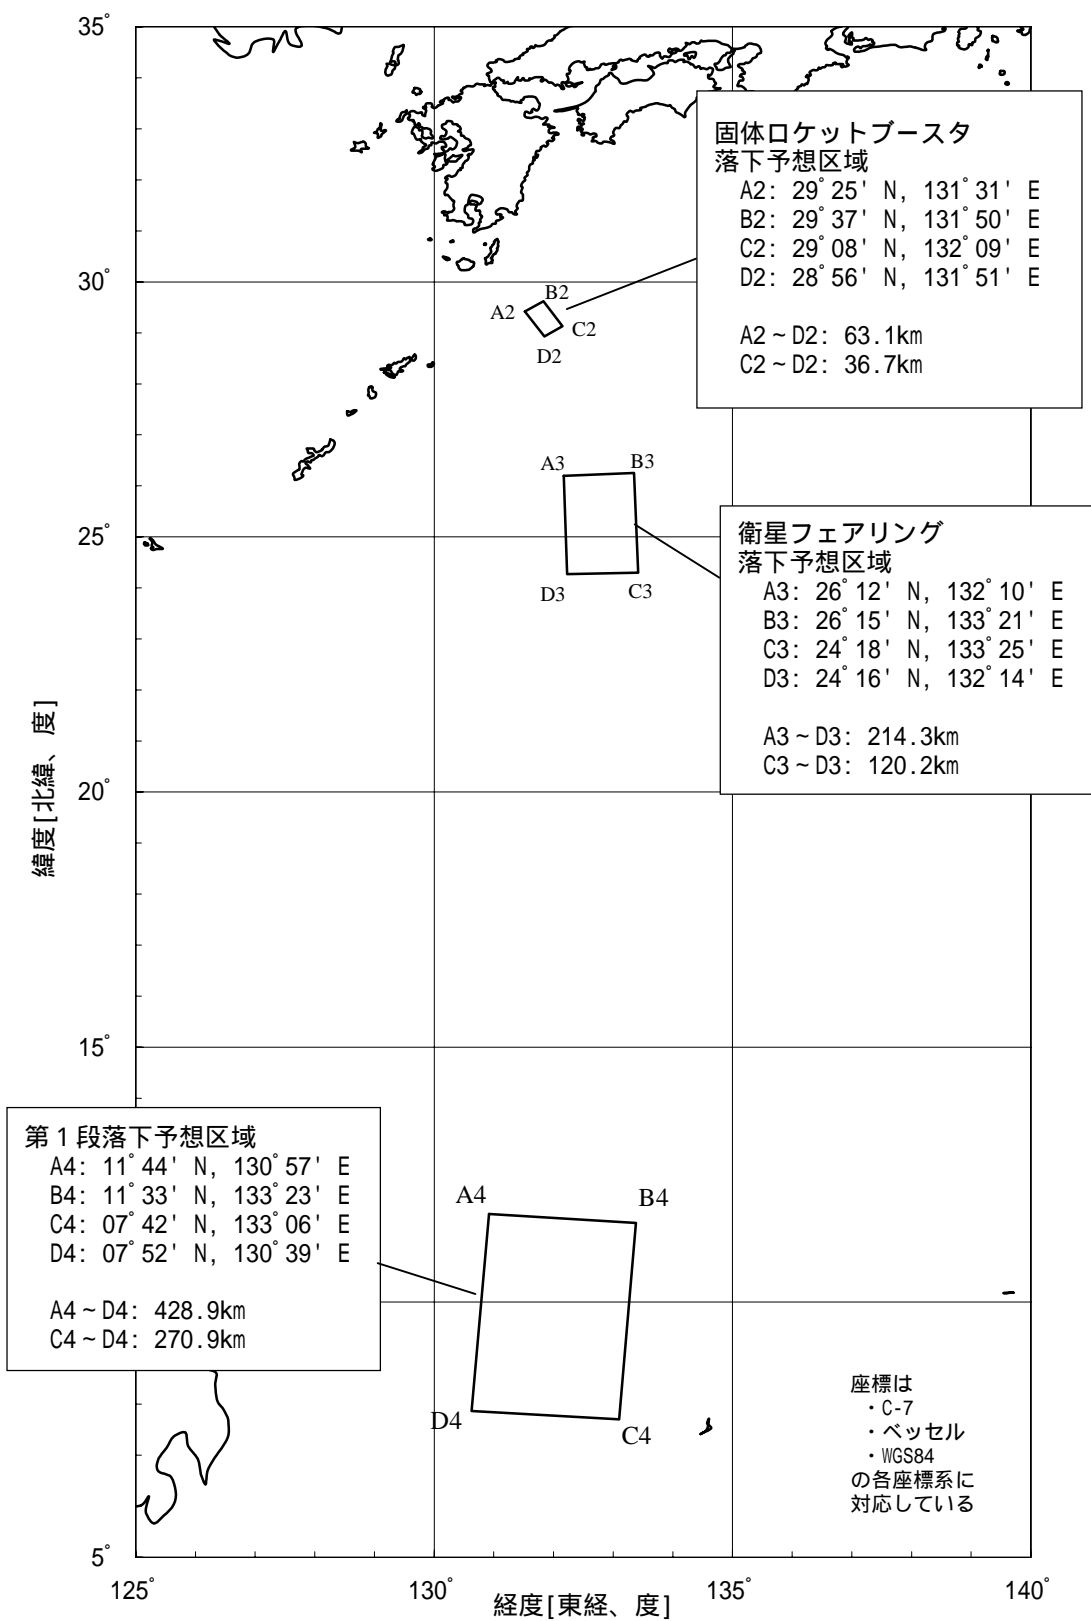 35°
固体ロケットブースタ
落下予想区域
A2: 29°25' N, 131°31' E
B2: 29°37' N, 131°50' E
C2: 29°08' N, 132°09' E
D2: 28°56' N, 131°51' E
A2~D2: 63.1km
C2~D2: 36.7km
30°
B2
A2
C2
D2
A3
B3
25°
衛星フェアリング
落下予想区域
A3: 26°12' N, 132°10' E
B3: 26°15' N, 133°21' E
C3: 24°18' N, 133°25' E
D3: 24°16' N, 132°14' E
A3~D3: 214.3km
C3~D3: 120.2km
D3
C3
緯度[北緯、度]
20°
15°
第1段落下予想区域
A4: 11°44' N, 130°57' E
B4: 11°33' N, 133°23' E
C4: 07°42' N, 133°06' E
D4: 07°52' N, 130°39' E
A4~D4: 428.9km
C4~D4: 270.9km
A4
B4
D4
C4
座標は
・C-7
・ベッセル
・WGS84
の各座標系に
対応している
5°
125°
130°
135°
140°
経度[東経、度]